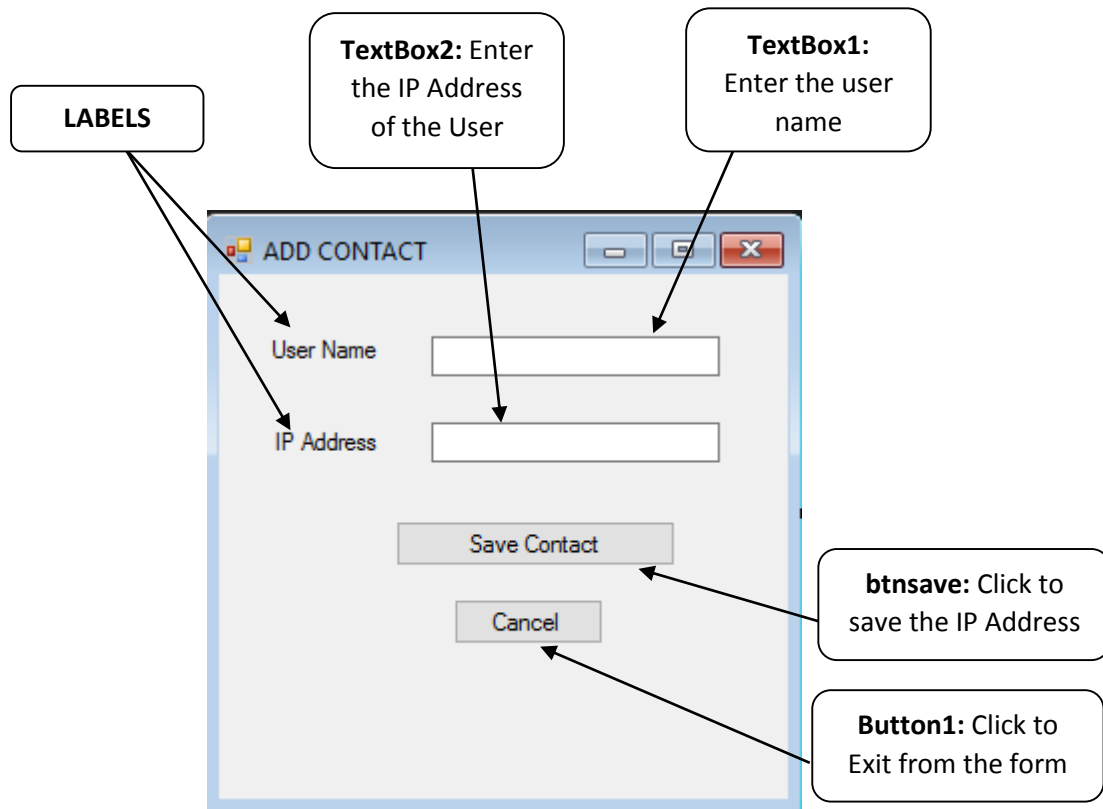 TextBox2: Enter
the IP Address
of the User
TextBox1:
Enter the user
name
LABELS
ADD CONTACT
User Name
IP Address
Save Contact
btnsave: Click to
save the IP Address
Cancel
Button1: Click to
Exit from the form